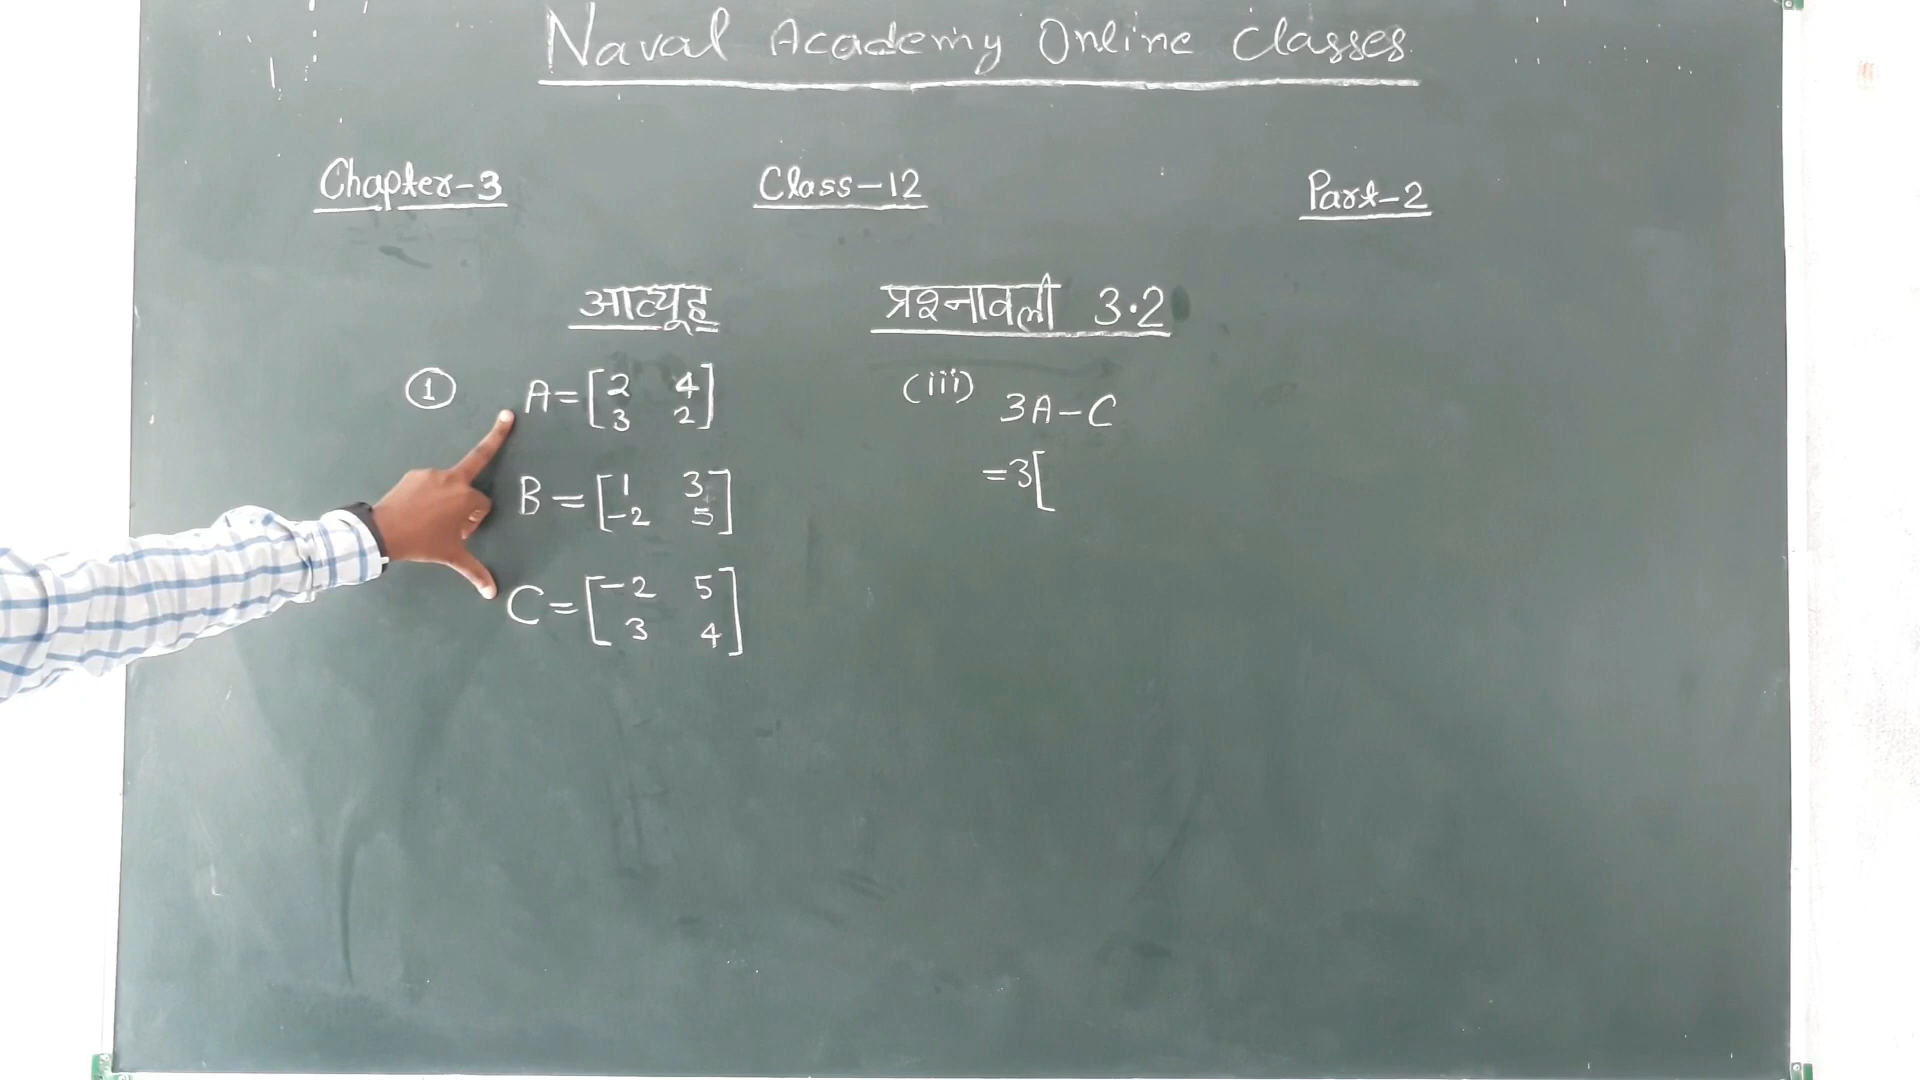 Naval Academy Online Classes
Chapter-3 Class-12 Part-2
आव्यूह प्रश्नावली 3.2
① A=[2 4
3 2]
B=[1 3
-2 5]
C=[-2 5
3 4]
(iii) 3A-C
=3[